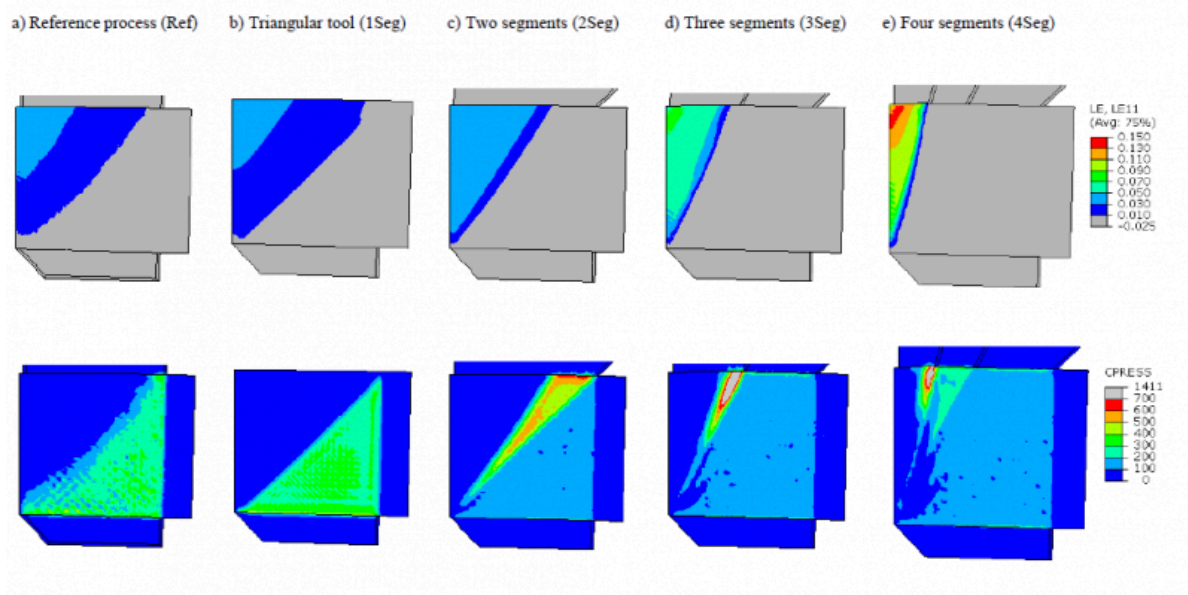 a) Reference process (Ref)
b) Triangular tool (1Seg)
c) Two segments (2Seg)
d) Three segments (3Seg)
e) Four segments (4Seg)
LE, LE11
(Avg: 75%)
0.150
0.130
0.110
0.090
0.070
0.050
0.030
0.010
-0.025
CPRESS
1411
700
600
500
400
300
200
100
0